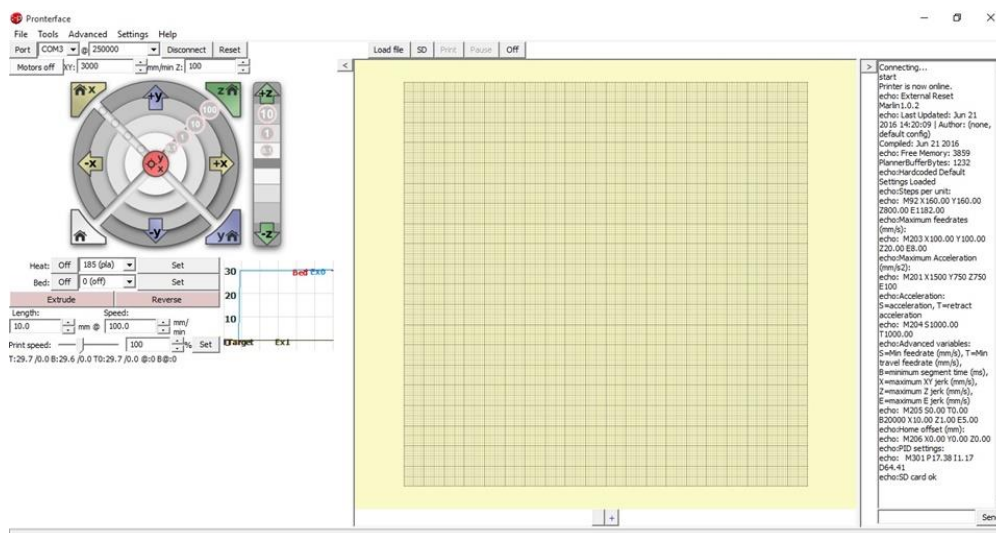 Pronterface
File Tools Advanced Settings Help
Port COM3 @ 250000 Disconnect Reset
Load file SD Print Pause Off
Motors off XY: 3000 mm/min Z: 100
x z +z
+y
100
10
10
1
1
-x y x +x
-y y -z
Heat: Off 185 (pla) Set
Bed: Off 0 (off) Set
Extrude Reverse
Length: Speed:
10.0 mm @ 100.0 mm/
min
Print speed: 100 % Set
30 Bed Ex0
20
10
Target Ex1
T:29.7 /0.0 B:29.6 /0.0 T0:29.7 /0.0 @:0 B@:0
< >
+
Connecting...
start
Printer is now online.
echo: External Reset
Marlin1.0.2
echo: Last Updated: Jun 21
2016 14:20:09 | Author: (none,
default config)
Compiled: Jun 21 2016
echo: Free Memory: 3859
PlannerBufferBytes: 1232
echo:Hardcoded Default
Settings Loaded
echo:Steps per unit:
echo: M92 X160.00 Y160.00
Z800.00 E1182.00
echo:Maximum feedrates
(mm/s):
echo: M203 X100.00 Y100.00
Z20.00 E8.00
echo:Maximum Acceleration
(mm/s2):
echo: M201 X1500 Y750 Z750
E100
echo:Acceleration:
S=acceleration, T=retract
acceleration
echo: M204 S1000.00
T1000.00
echo:Advanced variables:
S=Min feedrate (mm/s), T=Min
travel feedrate (mm/s),
B=minimum segment time (ms),
X=maximum XY jerk (mm/s),
Z=maximum Z jerk (mm/s),
E=maximum E jerk (mm/s)
echo: M205 S0.00 T0.00
B20000 X10.00 Z1.00 E5.00
echo:Home offset (mm):
echo: M206 X0.00 Y0.00 Z0.00
echo:PID settings:
echo: M301 P17.38 I1.17
D64.41
echo:SD card ok
Sen